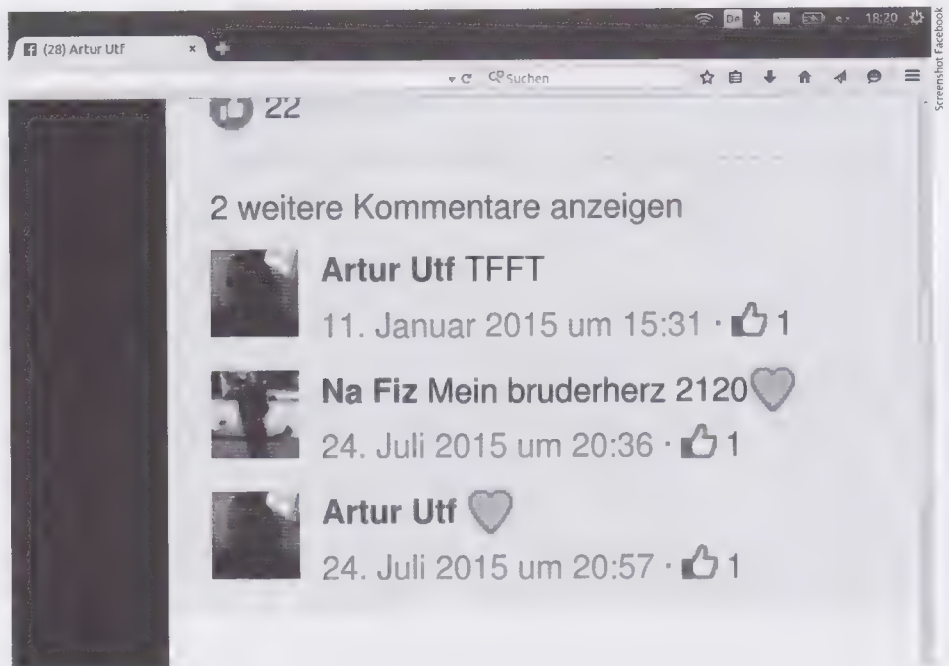 18:20
(28) Artur Utf
Suchen
Screenshot Facebook
22
2 weitere Kommentare anzeigen
Artur Utf TFFT
11. Januar 2015 um 15:31 · 1
Na Fiz Mein bruderherz 2120
24. Juli 2015 um 20:36 · 1
Artur Utf
24. Juli 2015 um 20:57 · 1